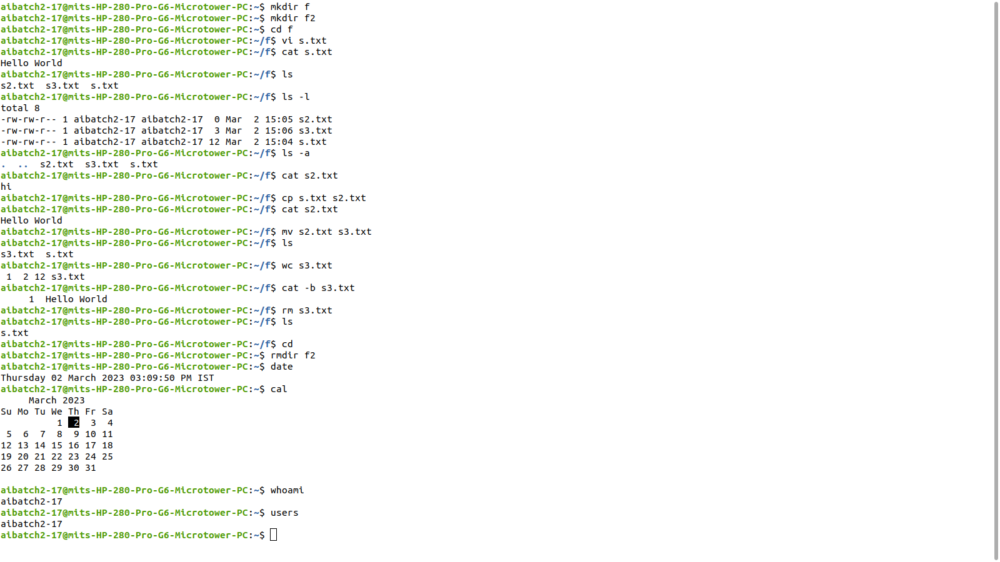 aibatch2-17@mits-HP-280-Pro-G6-Microtower-PC:~$ mkdir f
aibatch2-17@mits-HP-280-Pro-G6-Microtower-PC:~$ mkdir f2
aibatch2-17@mits-HP-280-Pro-G6-Microtower-PC:~$ cd f
aibatch2-17@mits-HP-280-Pro-G6-Microtower-PC:~/f$ vi s.txt
aibatch2-17@mits-HP-280-Pro-G6-Microtower-PC:~/f$ cat s.txt
Hello World
aibatch2-17@mits-HP-280-Pro-G6-Microtower-PC:~/f$ ls
s2.txt  s3.txt  s.txt
aibatch2-17@mits-HP-280-Pro-G6-Microtower-PC:~/f$ ls -l
total 8
-rw-rw-r-- 1 aibatch2-17 aibatch2-17  0 Mar  2 15:05 s2.txt
-rw-rw-r-- 1 aibatch2-17 aibatch2-17  3 Mar  2 15:06 s3.txt
-rw-rw-r-- 1 aibatch2-17 aibatch2-17 12 Mar  2 15:04 s.txt
aibatch2-17@mits-HP-280-Pro-G6-Microtower-PC:~/f$ ls -a
.  ..  s2.txt  s3.txt  s.txt
aibatch2-17@mits-HP-280-Pro-G6-Microtower-PC:~/f$ cat s2.txt
hi
aibatch2-17@mits-HP-280-Pro-G6-Microtower-PC:~/f$ cp s.txt s2.txt
aibatch2-17@mits-HP-280-Pro-G6-Microtower-PC:~/f$ cat s2.txt
Hello World
aibatch2-17@mits-HP-280-Pro-G6-Microtower-PC:~/f$ mv s2.txt s3.txt
aibatch2-17@mits-HP-280-Pro-G6-Microtower-PC:~/f$ ls
s3.txt  s.txt
aibatch2-17@mits-HP-280-Pro-G6-Microtower-PC:~/f$ wc s3.txt
 1  2 12 s3.txt
aibatch2-17@mits-HP-280-Pro-G6-Microtower-PC:~/f$ cat -b s3.txt
     1  Hello World
aibatch2-17@mits-HP-280-Pro-G6-Microtower-PC:~/f$ rm s3.txt
aibatch2-17@mits-HP-280-Pro-G6-Microtower-PC:~/f$ ls
s.txt
aibatch2-17@mits-HP-280-Pro-G6-Microtower-PC:~/f$ cd
aibatch2-17@mits-HP-280-Pro-G6-Microtower-PC:~$ rmdir f2
aibatch2-17@mits-HP-280-Pro-G6-Microtower-PC:~$ date
Thursday 02 March 2023 03:09:50 PM IST
aibatch2-17@mits-HP-280-Pro-G6-Microtower-PC:~$ cal
     March 2023
Su Mo Tu We Th Fr Sa
          1  2  3  4
 5  6  7  8  9 10 11
12 13 14 15 16 17 18
19 20 21 22 23 24 25
26 27 28 29 30 31
aibatch2-17@mits-HP-280-Pro-G6-Microtower-PC:~$ whoami
aibatch2-17
aibatch2-17@mits-HP-280-Pro-G6-Microtower-PC:~$ users
aibatch2-17
aibatch2-17@mits-HP-280-Pro-G6-Microtower-PC:~$